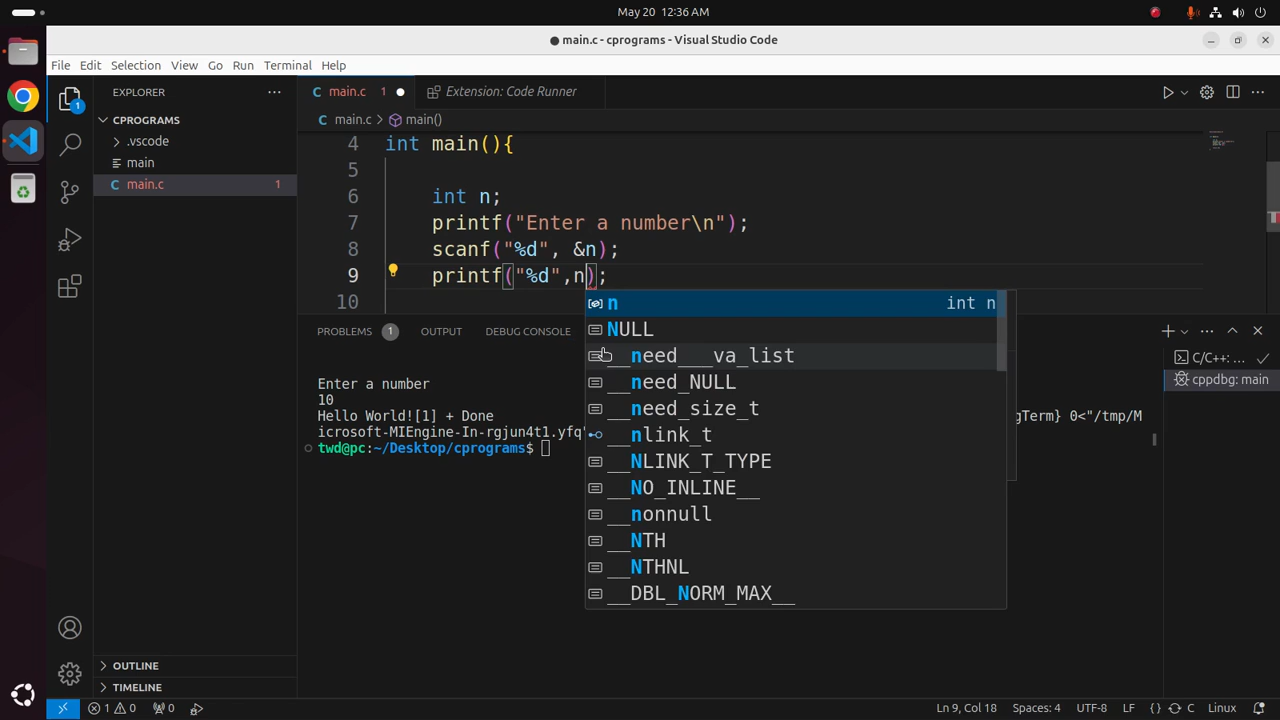 May 20 12:36 AM
● main.c - cprograms - Visual Studio Code
File Edit Selection View Go Run Terminal Help
EXPLORER ···
main.c 1 ●
Extension: Code Runner
CPROGRAMS
.vscode
main
main.c 1
main.c > main()
4 int main(){
5
6 int n;
7 printf("Enter a number\n");
8 scanf("%d", &n);
9 printf("%d",n);
10
n int n
NULL
__need___va_list
__need_NULL
__need_size_t
__nlink_t
__NLINK_T_TYPE
__NO_INLINE__
__nonnull
__NTH
__NTHNL
__DBL_NORM_MAX__
PROBLEMS 1 OUTPUT DEBUG CONSOLE
C/C++: ...
cppdbg: main
Enter a number
10
Hello World![1] + Done gTerm} 0<"/tmp/M
icrosoft-MIEngine-In-rgjun4t1.yfq"
twd@pc:~/Desktop/cprograms$
OUTLINE
TIMELINE
1 0 0
Ln 9, Col 18 Spaces: 4 UTF-8 LF {} C Linux